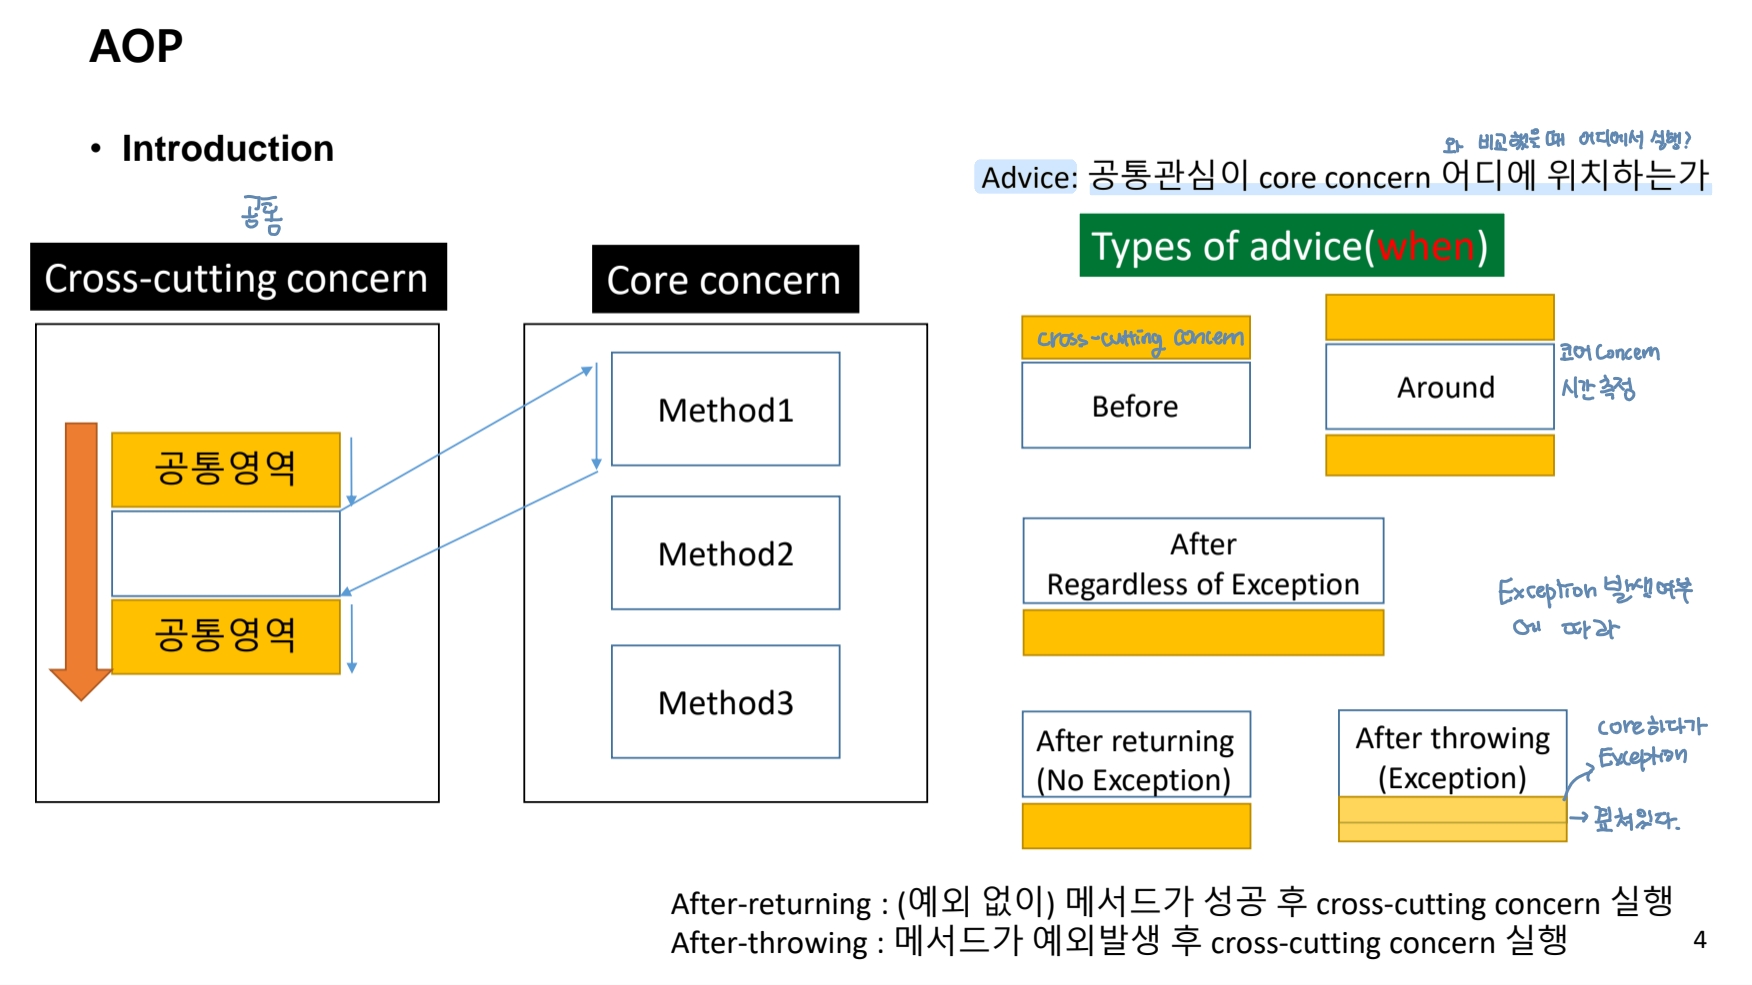 AOP
• Introduction
공통
Cross-cutting concern
공통영역
공통영역
Core concern
Method1
Method2
Method3
와 비교했을때 어디에서 실행?
Advice: 공통관심이 core concern 어디에 위치하는가
Types of advice(when)
cross-cutting concern
Before
Around
코어 concern
시간 측정
After
Regardless of Exception
Exception 발생여부
에 따라
After returning
(No Exception)
After throwing
(Exception)
core하다가
Exception
→ 묻쳐있다.
After-returning : (예외 없이) 메서드가 성공 후 cross-cutting concern 실행
After-throwing : 메서드가 예외발생 후 cross-cutting concern 실행
4